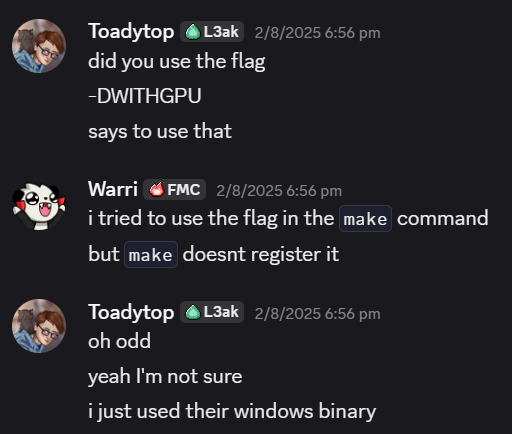 Toadytop L3ak 2/8/2025 6:56 pm
did you use the flag
-DWITHGPU
says to use that
Warri FMC 2/8/2025 6:56 pm
i tried to use the flag in the make command
but make doesnt register it
Toadytop L3ak 2/8/2025 6:56 pm
oh odd
yeah I'm not sure
i just used their windows binary